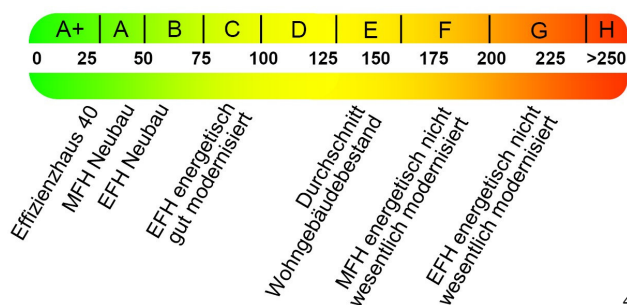 A+ A B C D E F G H
0 25 50 75 100 125 150 175 200 225 >250
Effizienzhaus 40
MFH Neubau
EFH Neubau
EFH energetisch
gut modernisiert
Durchschnitt
Wohngebäudebestand
MFH energetisch nicht
wesentlich modernisiert
EFH energetisch nicht
wesentlich modernisiert